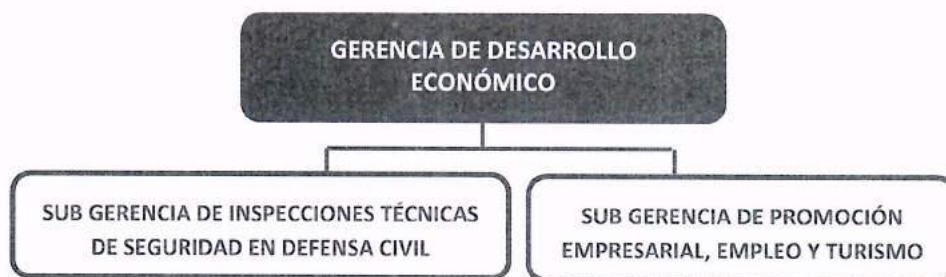 GERENCIA DE DESARROLLO
ECONÓMICO
SUB GERENCIA DE INSPECCIONES TÉCNICAS
DE SEGURIDAD EN DEFENSA CIVIL
SUB GERENCIA DE PROMOCIÓN
EMPRESARIAL, EMPLEO Y TURISMO